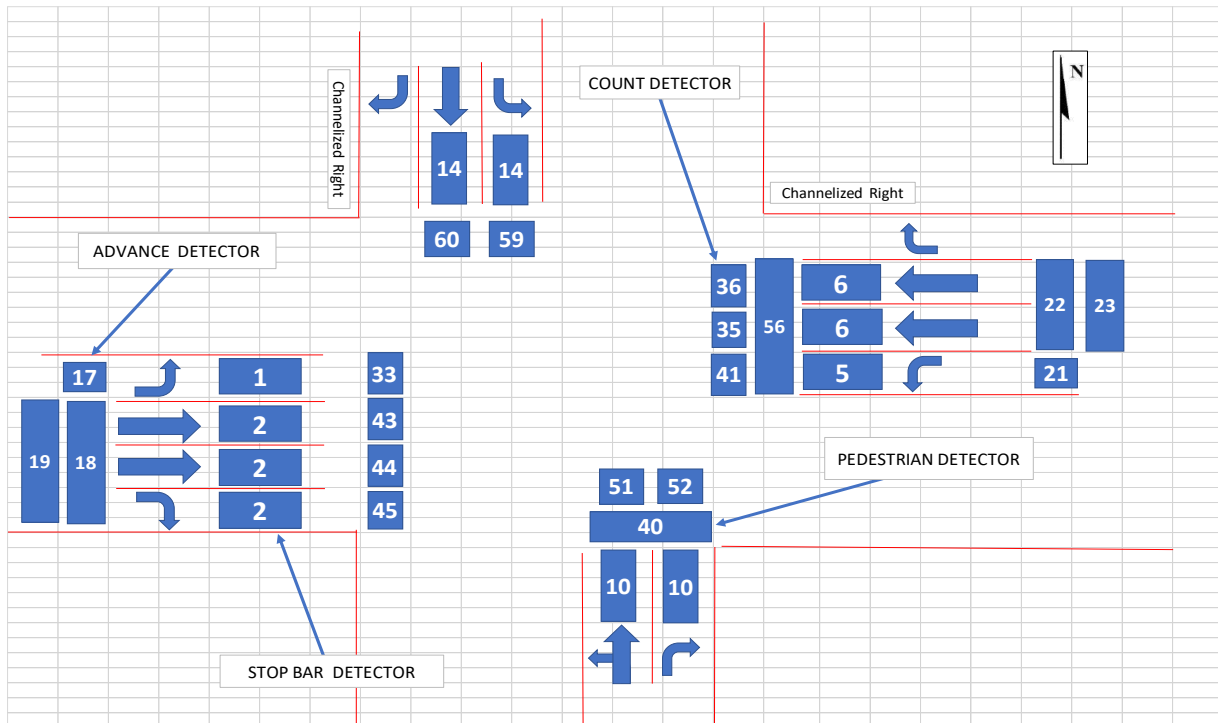 N
COUNT DETECTOR
Channelized Right
14 14
Channelized Right
60 59
ADVANCE DETECTOR
36 6 22 23
35 56 6
41 5 21
17 1 33
2 43
19 18 2 44
2 45
PEDESTRIAN DETECTOR
51 52
40
10 10
STOP BAR DETECTOR